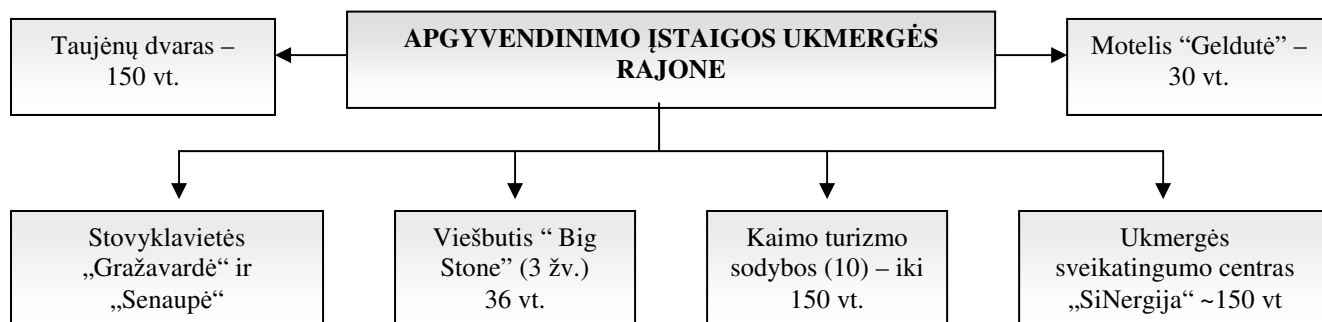 Taujėnų dvaras –
150 vt.
APGYVENDINIMO ĮSTAIGOS UKMERGĖS
RAJONE
Motelis “Geldutė” –
30 vt.
Stovyklavietės
„Gražavardė“ ir
„Senaupė“
Viešbutis “ Big
Stone” (3 žv.)
36 vt.
Kaimo turizmo
sodybos (10) – iki
150 vt.
Ukmergės
sveikatingumo centras
„SiNergija“ ~150 vt